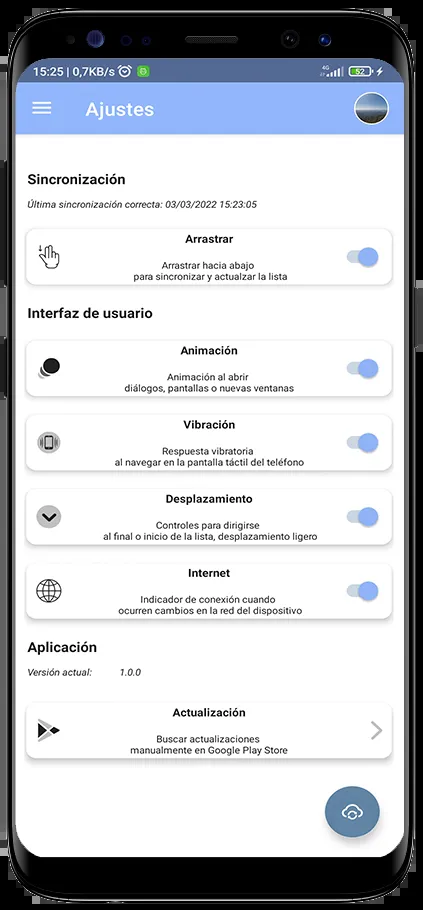 15:25 | 0,7KB/s
4G
52
Ajustes
Sincronización
Última sincronización correcta: 03/03/2022 15:23:05
Arrastrar
Arrastrar hacia abajo
para sincronizar y actualzar la lista
Interfaz de usuario
Animación
Animación al abrir
diálogos, pantallas o nuevas ventanas
Vibración
Respuesta vibratoria
al navegar en la pantalla táctil del teléfono
Desplazamiento
Controles para dirigirse
al final o inicio de la lista, desplazamiento ligero
Internet
Indicador de conexión cuando
ocurren cambios en la red del dispositivo
Aplicación
Versión actual: 1.0.0
Actualización
Buscar actualizaciones
manualmente en Google Play Store